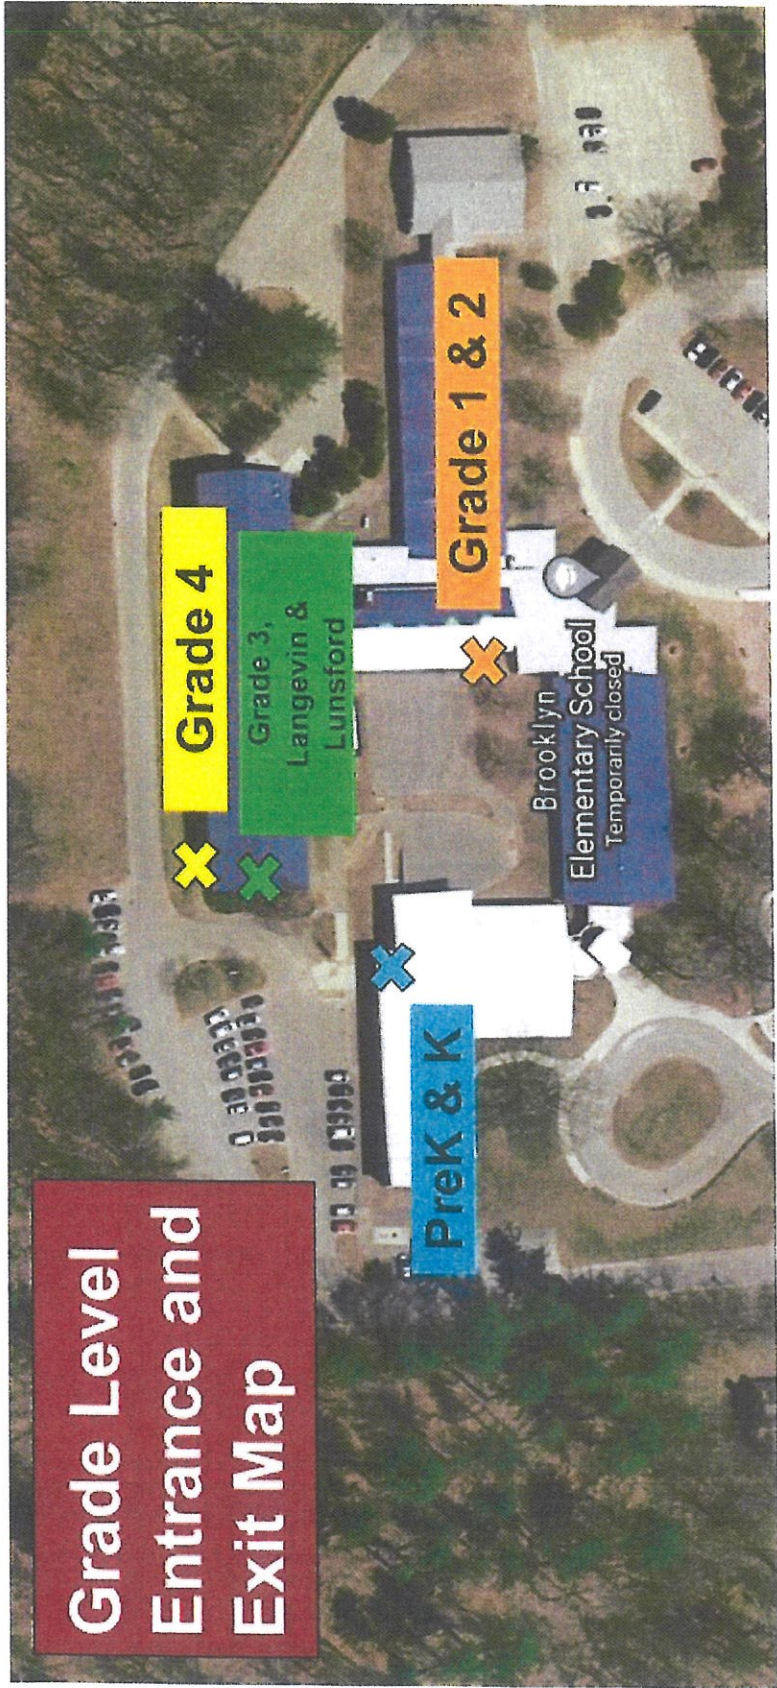 Grade Level
Entrance and
Exit Map
Grade 4
Grade 3,
Langevin &
Lunsford
PreK & K
Grade 1 & 2
Brooklyn
Elementary School
Temporarily closed